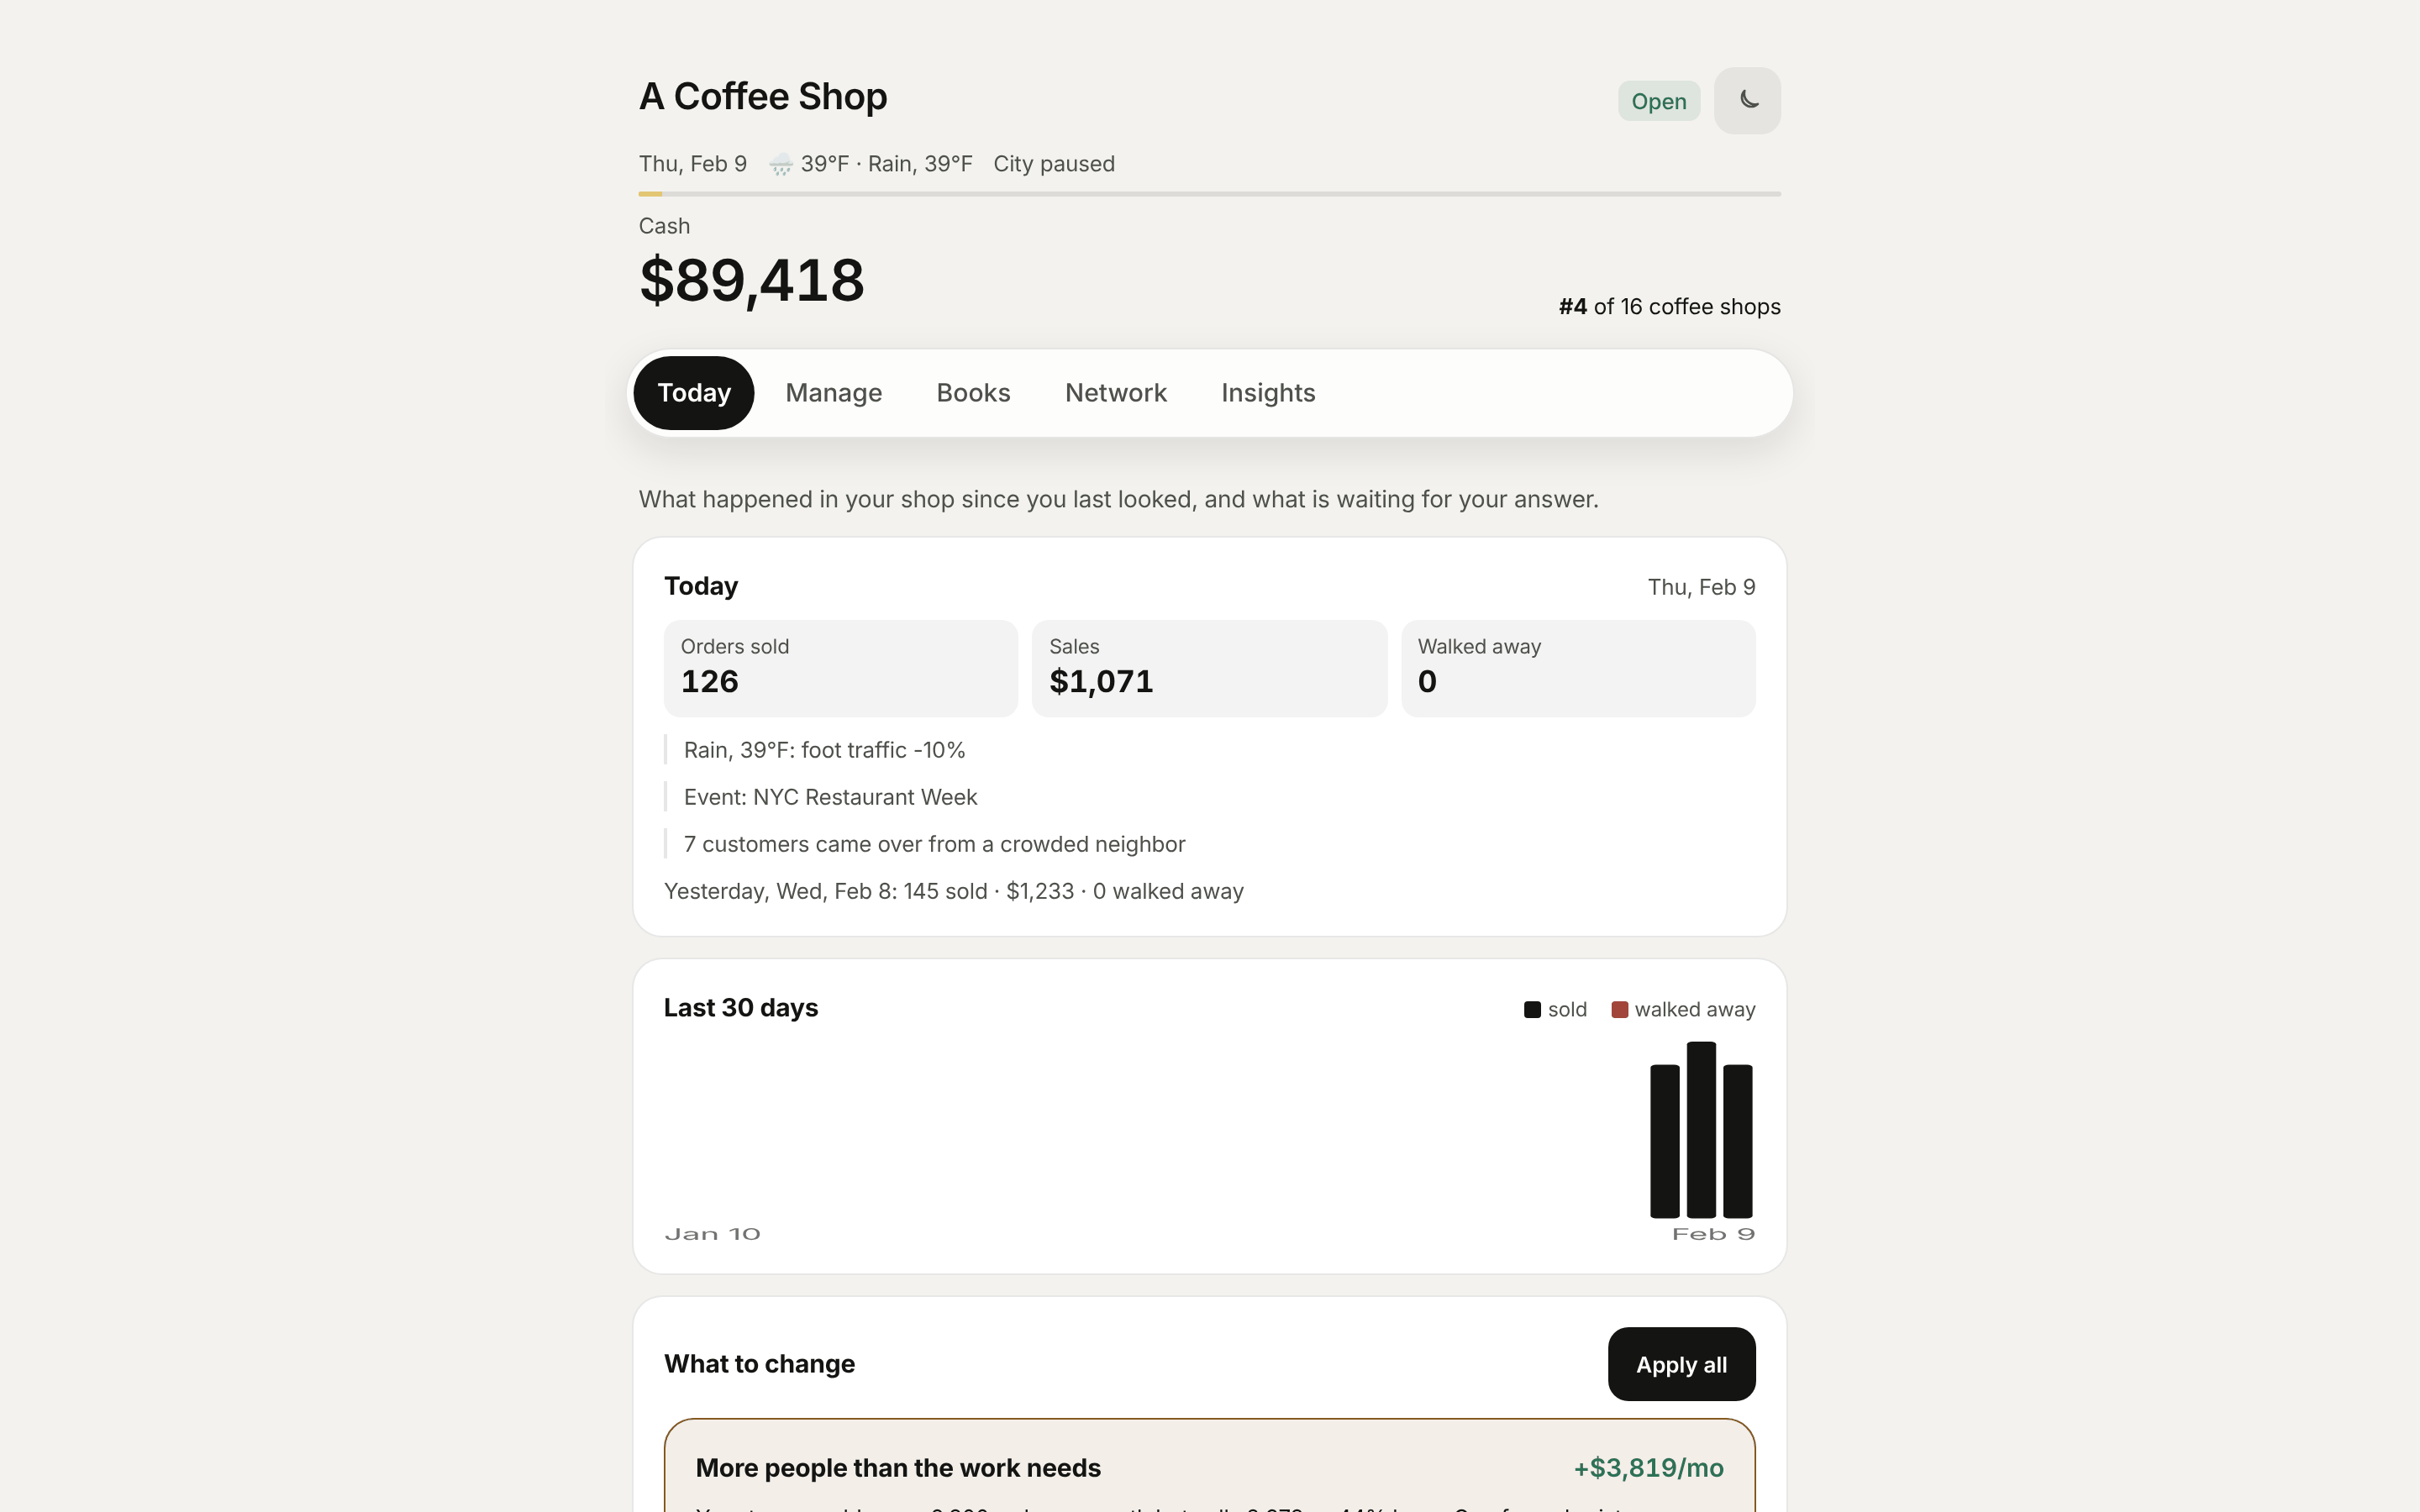 A Coffee Shop
Open
Thu, Feb 9 39°F · Rain, 39°F City paused
Cash
$89,418
#4 of 16 coffee shops
Today Manage Books Network Insights
What happened in your shop since you last looked, and what is waiting for your answer.
Today Thu, Feb 9
Orders sold Sales Walked away
126 $1,071 0
Rain, 39°F: foot traffic -10%
Event: NYC Restaurant Week
7 customers came over from a crowded neighbor
Yesterday, Wed, Feb 8: 145 sold · $1,233 · 0 walked away
Last 30 days sold walked away
Jan 10 Feb 9
What to change Apply all
More people than the work needs +$3,819/mo